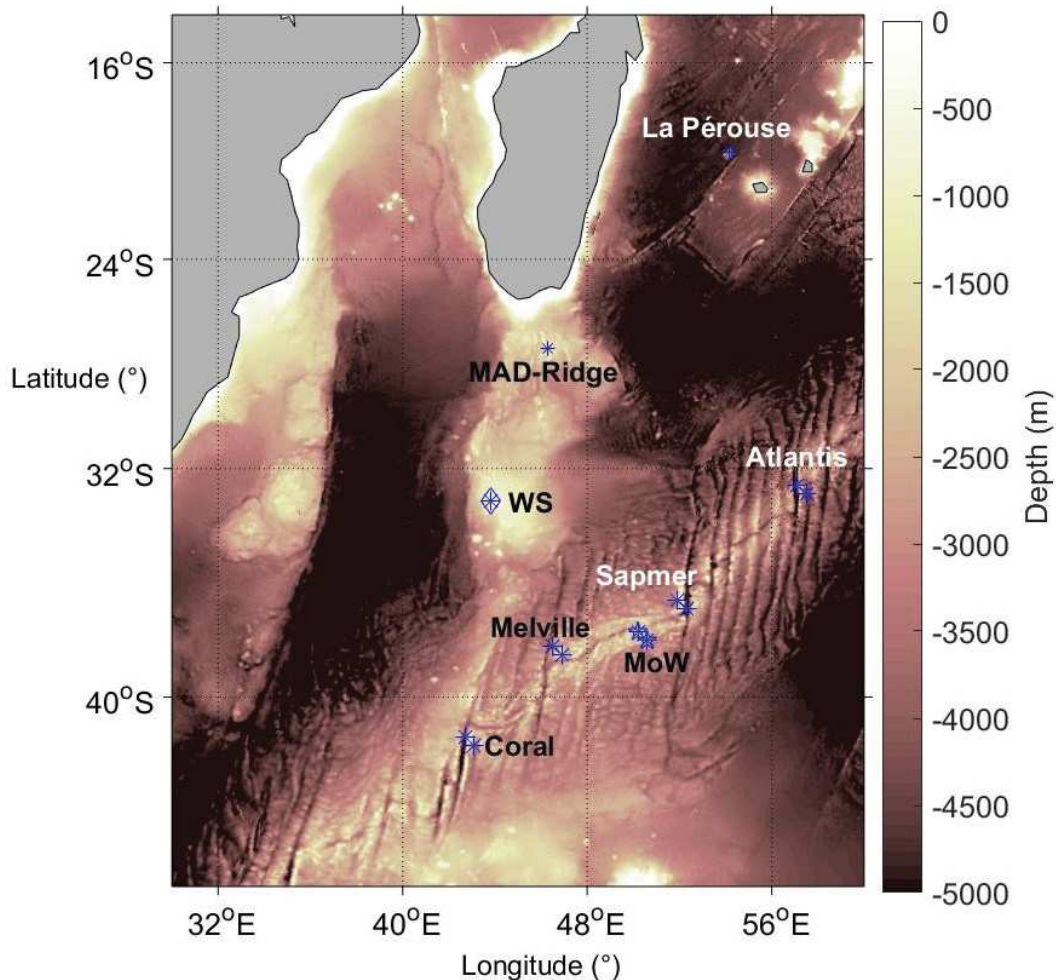 16°S
24°S
32°S
40°S
Latitude (°)
32°E
40°E
48°E
56°E
Longitude (°)
La Pérouse
MAD-Ridge
Atlantis
WS
Sapmer
Melville
MoW
Coral
0
-500
-1000
-1500
-2000
-2500
-3000
-3500
-4000
-4500
-5000
Depth (m)